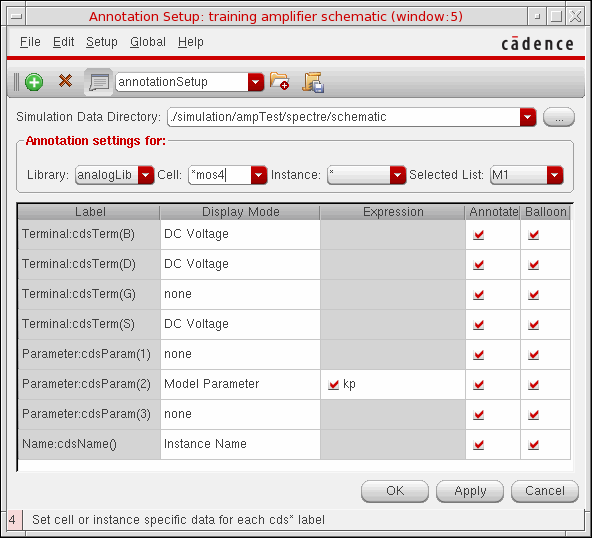 Annotation Setup: training amplifier schematic (window:5)
File Edit Setup Global Help
cādence
annotationSetup
Simulation Data Directory: ./simulation/ampTest/spectre/schematic ...
Annotation settings for:
Library: analogLib Cell: *mos4 Instance: * Selected List: M1
Label Display Mode Expression Annotate Balloon
Terminal:cdsTerm(B) DC Voltage
Terminal:cdsTerm(D) DC Voltage
Terminal:cdsTerm(G) none
Terminal:cdsTerm(S) DC Voltage
Parameter:cdsParam(1) none
Parameter:cdsParam(2) Model Parameter kp
Parameter:cdsParam(3) none
Name:cdsName() Instance Name
OK Apply Cancel
4 Set cell or instance specific data for each cds* label